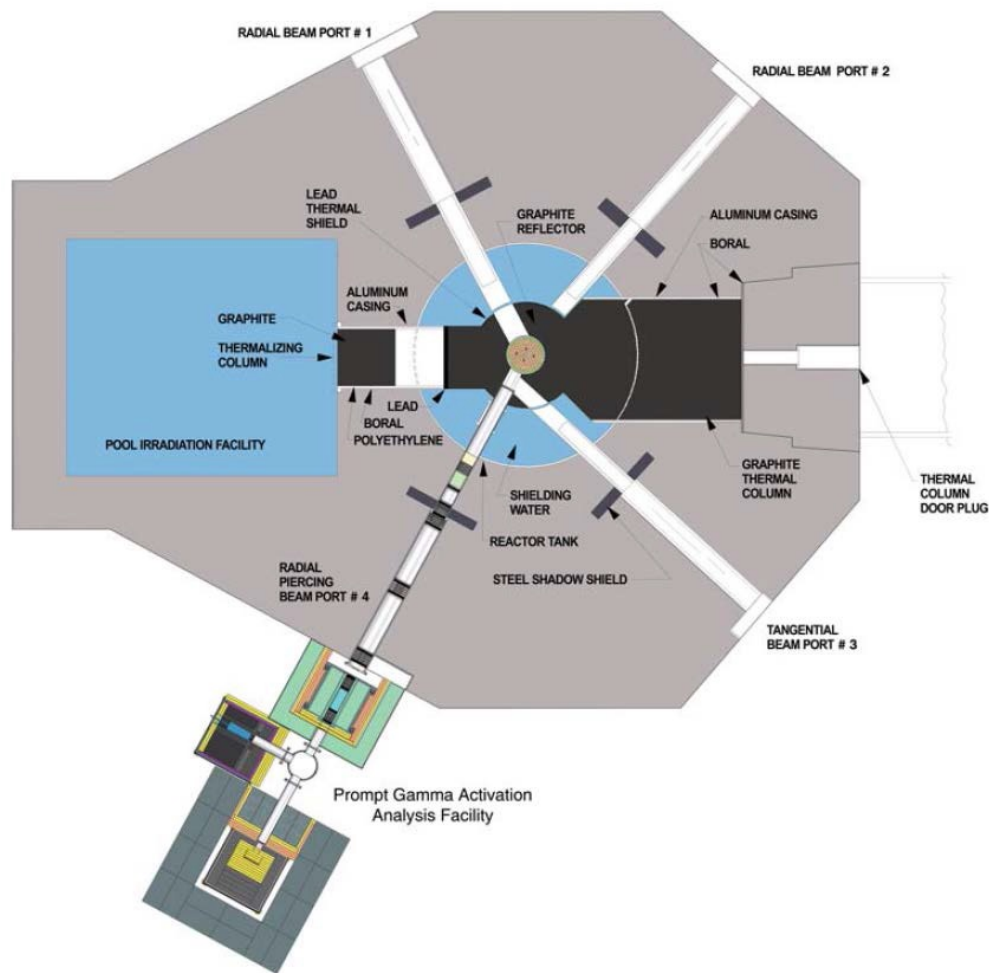 RADIAL BEAM PORT # 1
RADIAL BEAM PORT # 2
LEAD
THERMAL
SHIELD
GRAPHITE
REFLECTOR
ALUMINUM CASING
BORAL
ALUMINUM
CASING
GRAPHITE
THERMALIZING
COLUMN
LEAD
BORAL
POLYETHYLENE
POOL IRRADIATION FACILITY
GRAPHITE
THERMAL
COLUMN
THERMAL
COLUMN
DOOR PLUG
SHIELDING
WATER
REACTOR TANK
STEEL SHADOW SHIELD
RADIAL
PIERCING
BEAM PORT # 4
TANGENTIAL
BEAM PORT # 3
Prompt Gamma Activation
Analysis Facility